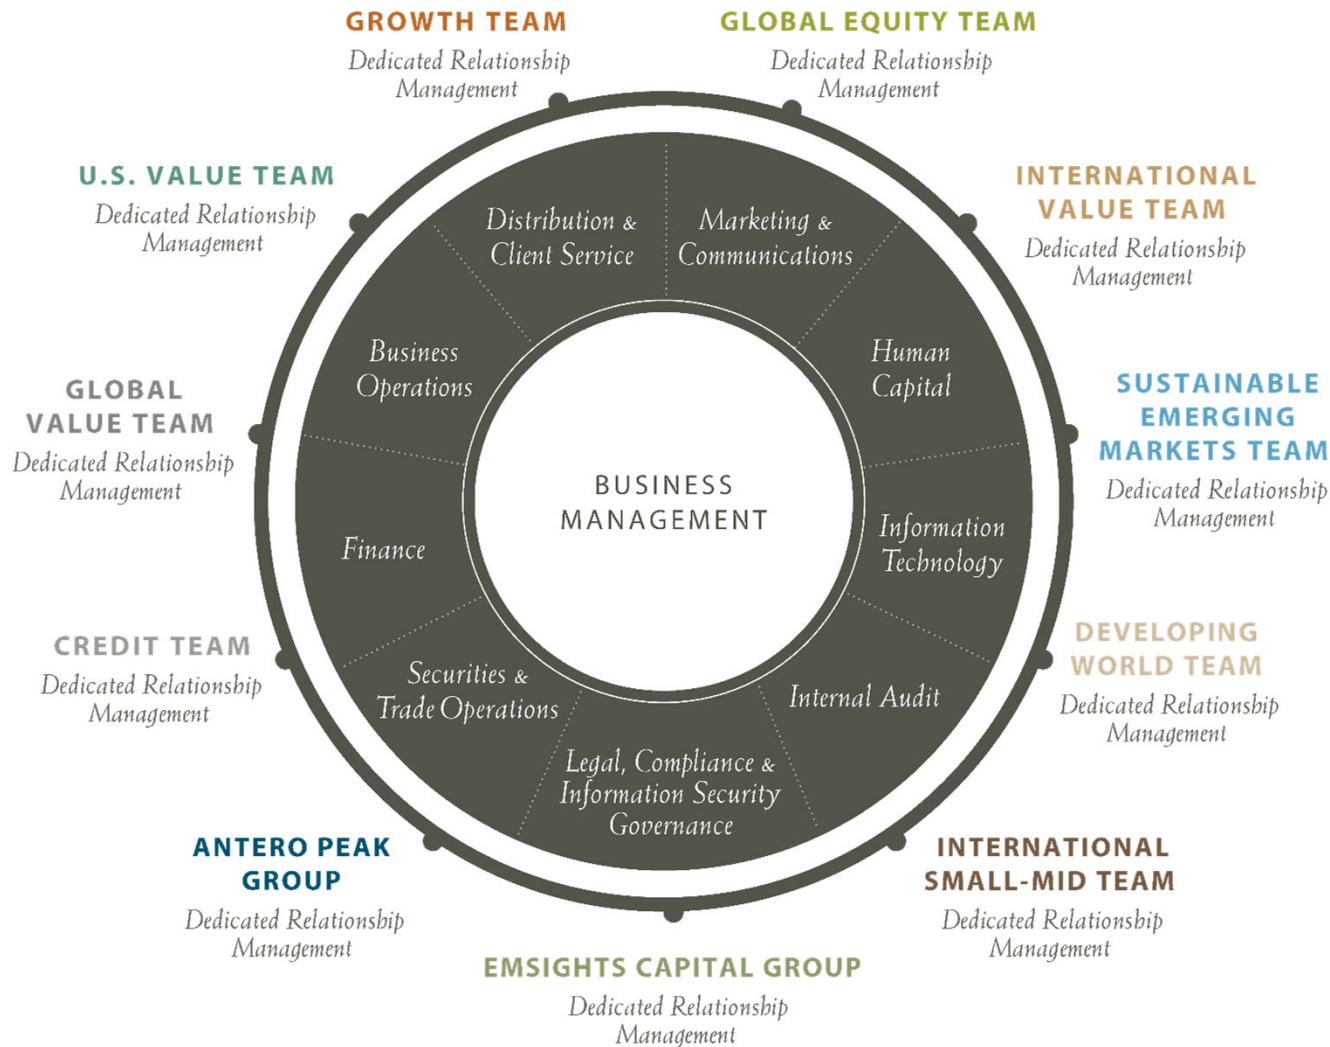 GROWTH TEAM
Dedicated Relationship
Management
GLOBAL EQUITY TEAM
Dedicated Relationship
Management
U.S. VALUE TEAM
Dedicated Relationship
Management
INTERNATIONAL
VALUE TEAM
Dedicated Relationship
Management
GLOBAL
VALUE TEAM
Dedicated Relationship
Management
SUSTAINABLE
EMERGING
MARKETS TEAM
Dedicated Relationship
Management
CREDIT TEAM
Dedicated Relationship
Management
DEVELOPING
WORLD TEAM
Dedicated Relationship
Management
ANTERO PEAK
GROUP
Dedicated Relationship
Management
INTERNATIONAL
SMALL-MID TEAM
Dedicated Relationship
Management
EMSIGHTS CAPITAL GROUP
Dedicated Relationship
Management
Distribution &
Client Service
Marketing &
Communications
Business
Operations
Human
Capital
Finance
Information
Technology
Securities &
Trade Operations
Internal Audit
Legal, Compliance &
Information Security
Governance
BUSINESS
MANAGEMENT